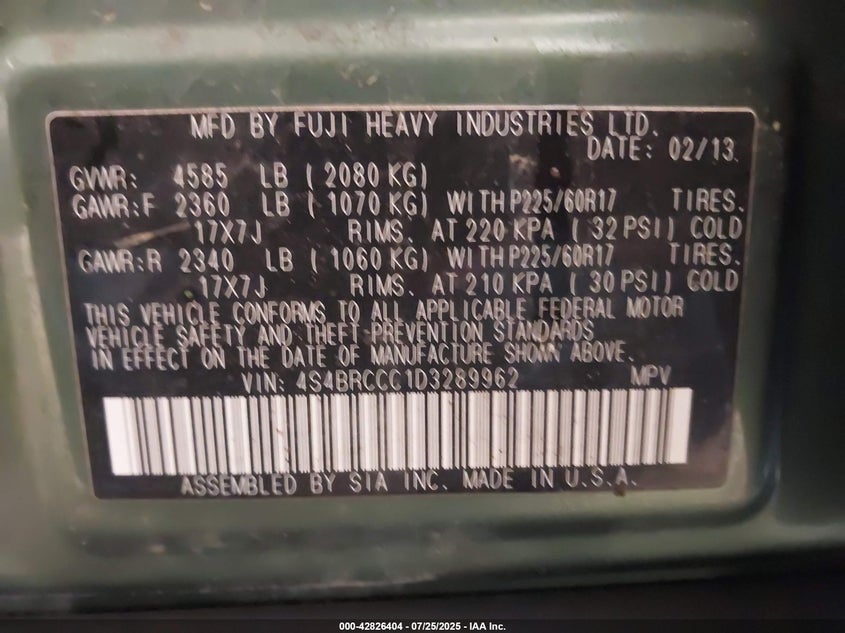 MFD BY FUJI HEAVY INDUSTRIES LTD.
DATE: 02/13
GVWR: 4585 LB (2080 KG)
GAWR:F 2360 LB (1070 KG) WITH P225/60R17 TIRES.
17X7J RIMS. AT 220 KPA (32 PSI) COLD
GAWR:R 2340 LB (1060 KG) WITH P225/60R17 TIRES.
17X7J RIMS. AT 210 KPA (30 PSI) COLD
THIS VEHICLE CONFORMS TO ALL APPLICABLE FEDERAL MOTOR
VEHICLE SAFETY AND THEFT PREVENTION STANDARDS
IN EFFECT ON THE DATE OF MANUFACTURE SHOWN ABOVE.
VIN: 4S4BRCCC1D3289962 MPV
ASSEMBLED BY SIA INC. MADE IN U.S.A.
000-42826404 - 07/25/2025 - IAA Inc.